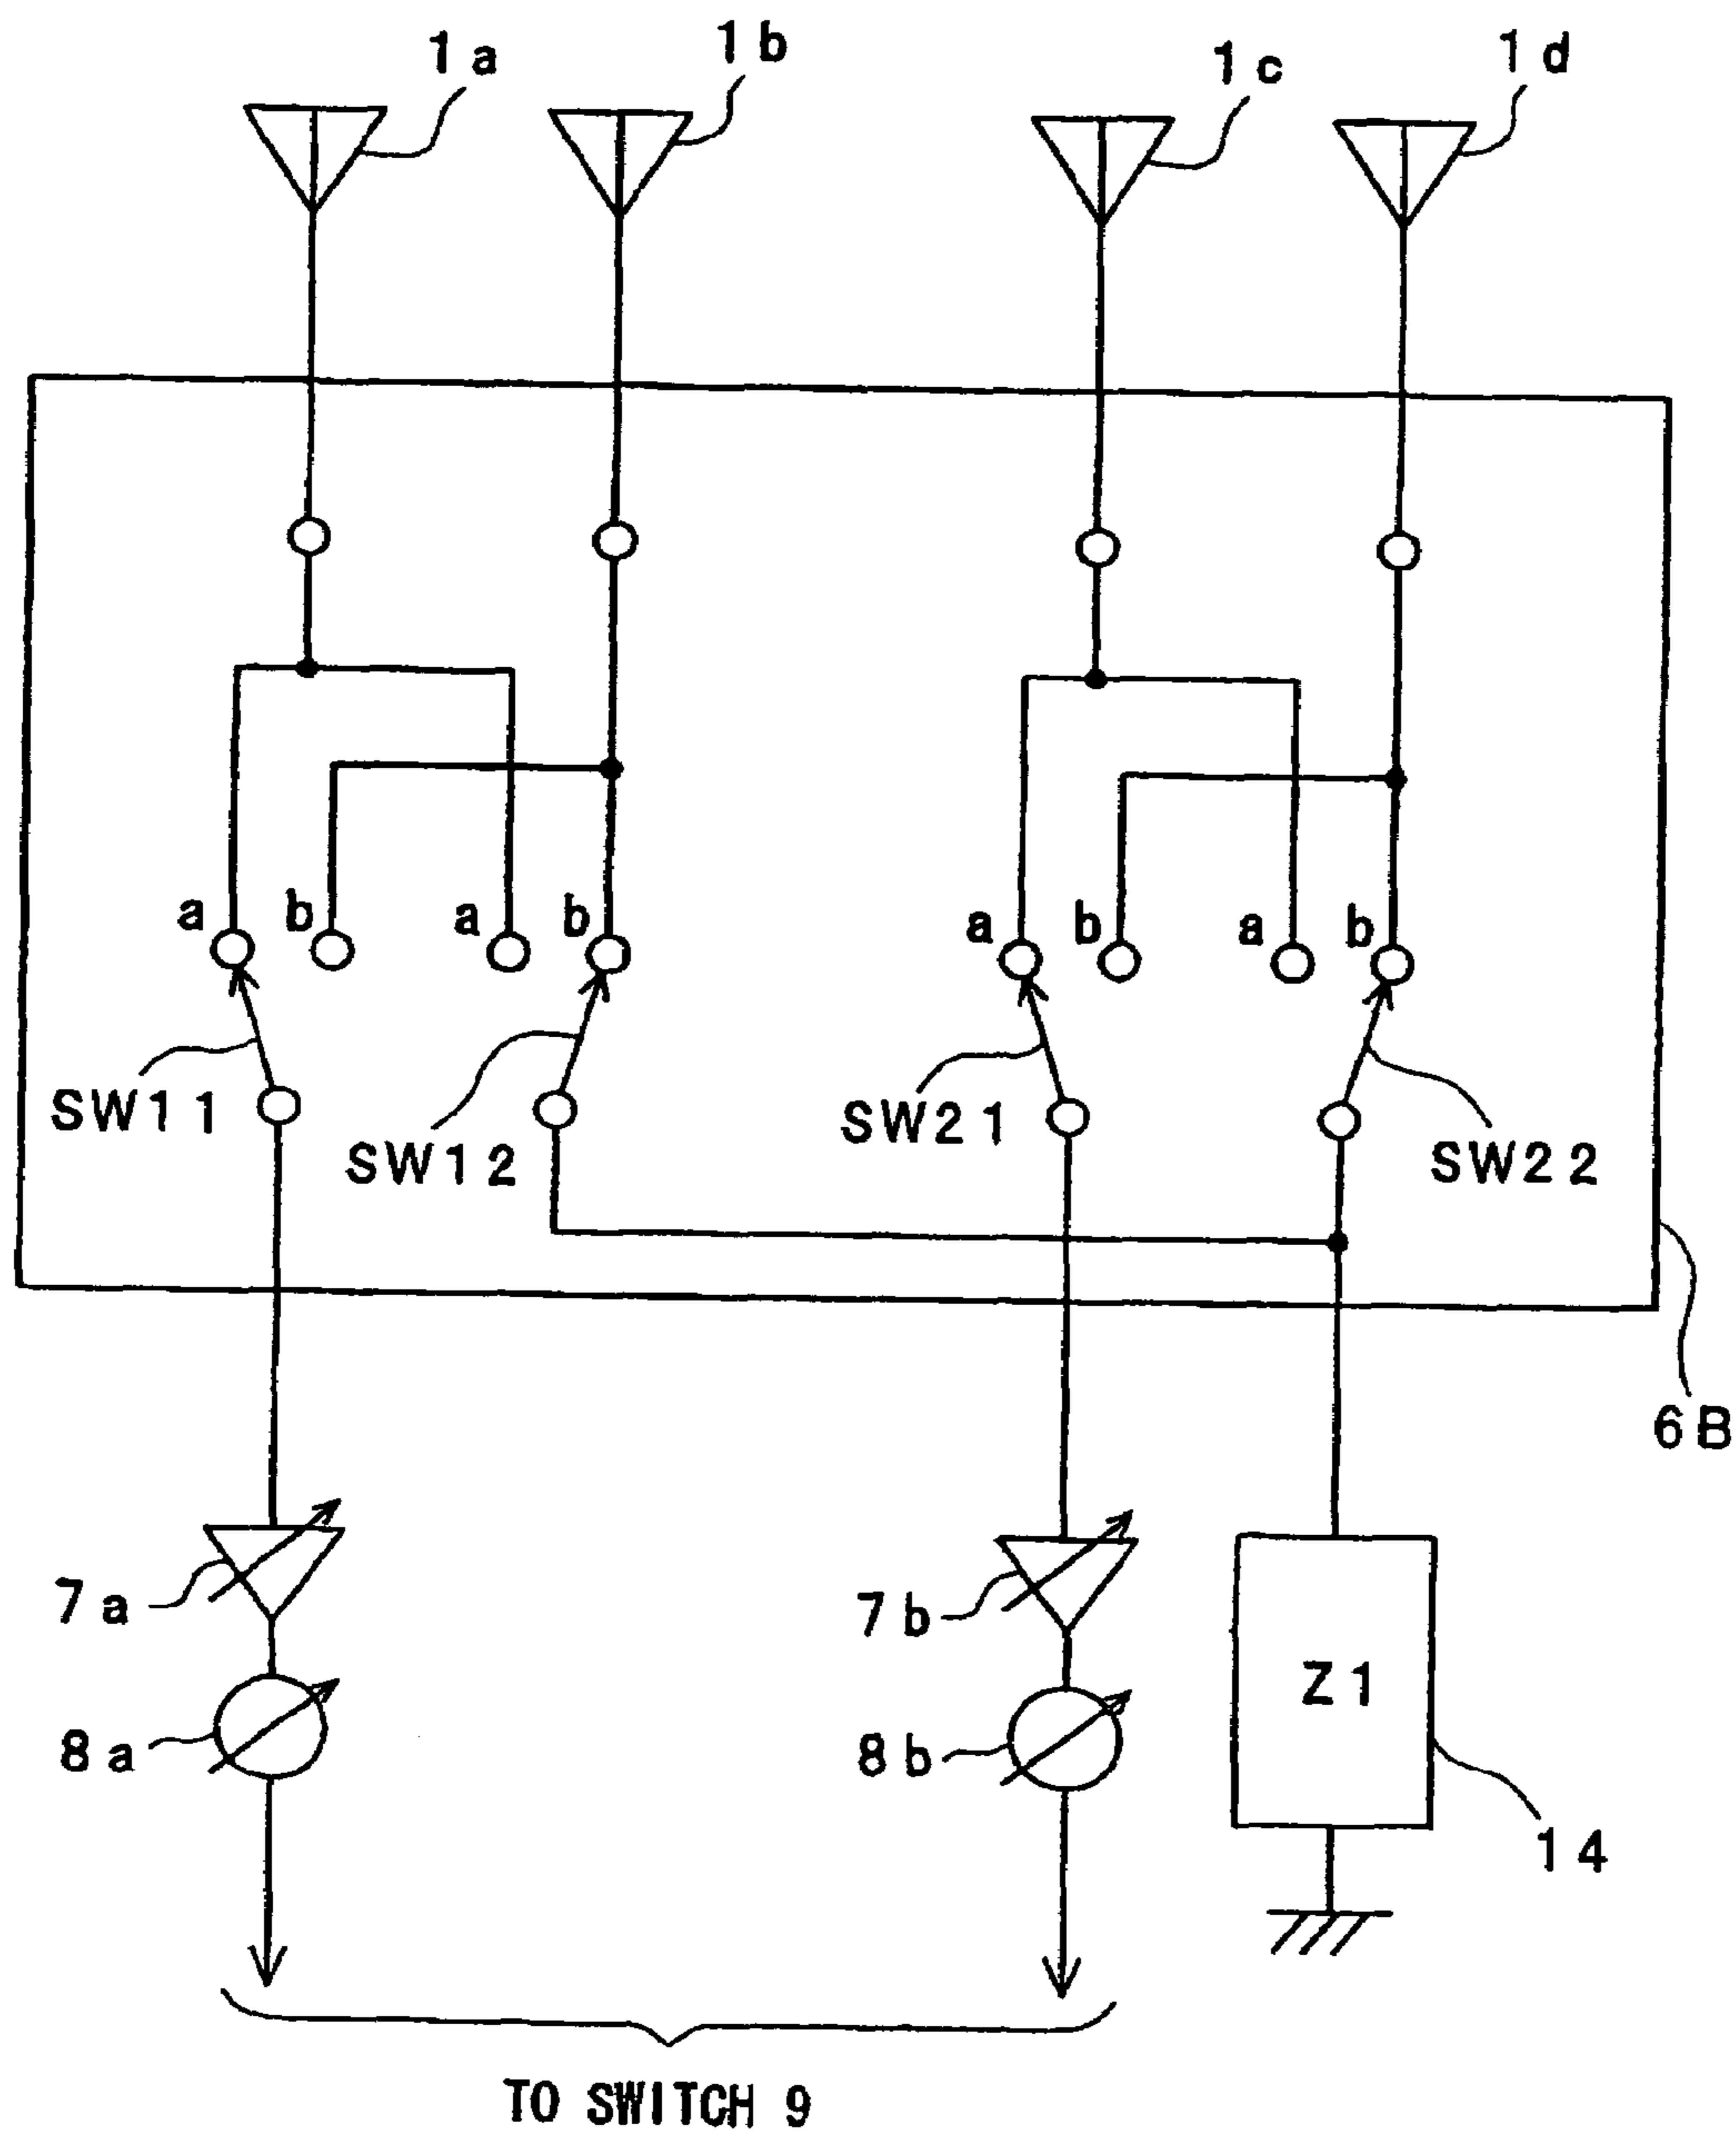 1a 1b 1c 1d
a b a b a b a b
SW11 SW12 SW21 SW22
6B
7a 7b
Z1
8a 8b
14
TO SWITCH 9